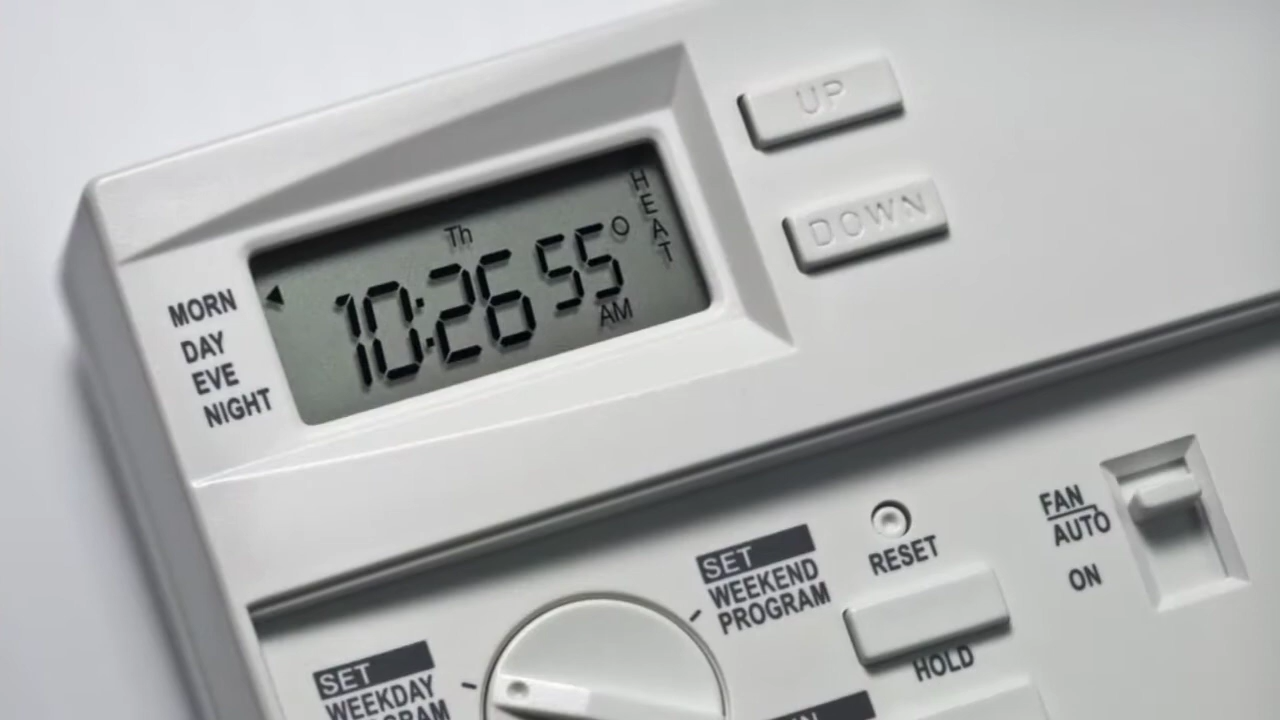 UP
DOWN
HEAT
Th
10:26 55°
AM
MORN
DAY
EVE
NIGHT
FAN
AUTO
ON
RESET
HOLD
SET
WEEKEND
PROGRAM
SET
WEEKDAY